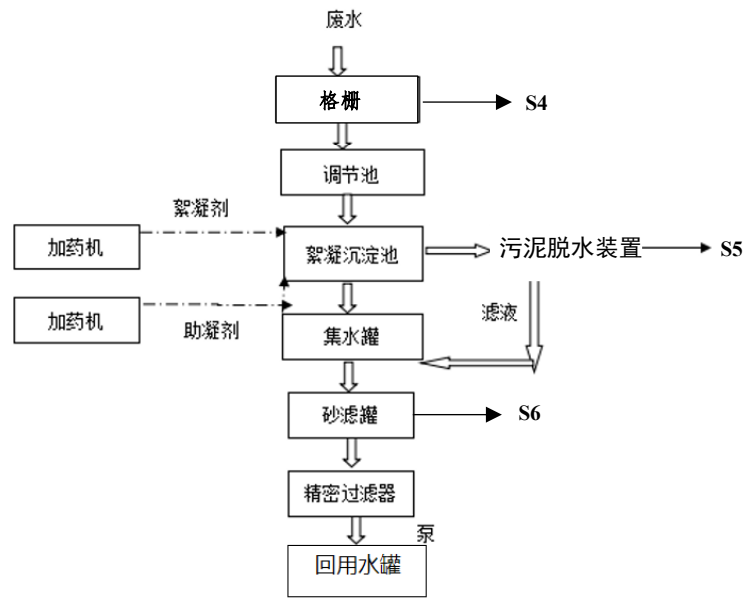 废水
格栅
S4
调节池
絮凝剂
加药机
絮凝沉淀池
污泥脱水装置
S5
加药机
助凝剂
滤液
集水罐
砂滤罐
S6
精密过滤器
泵
回用水罐